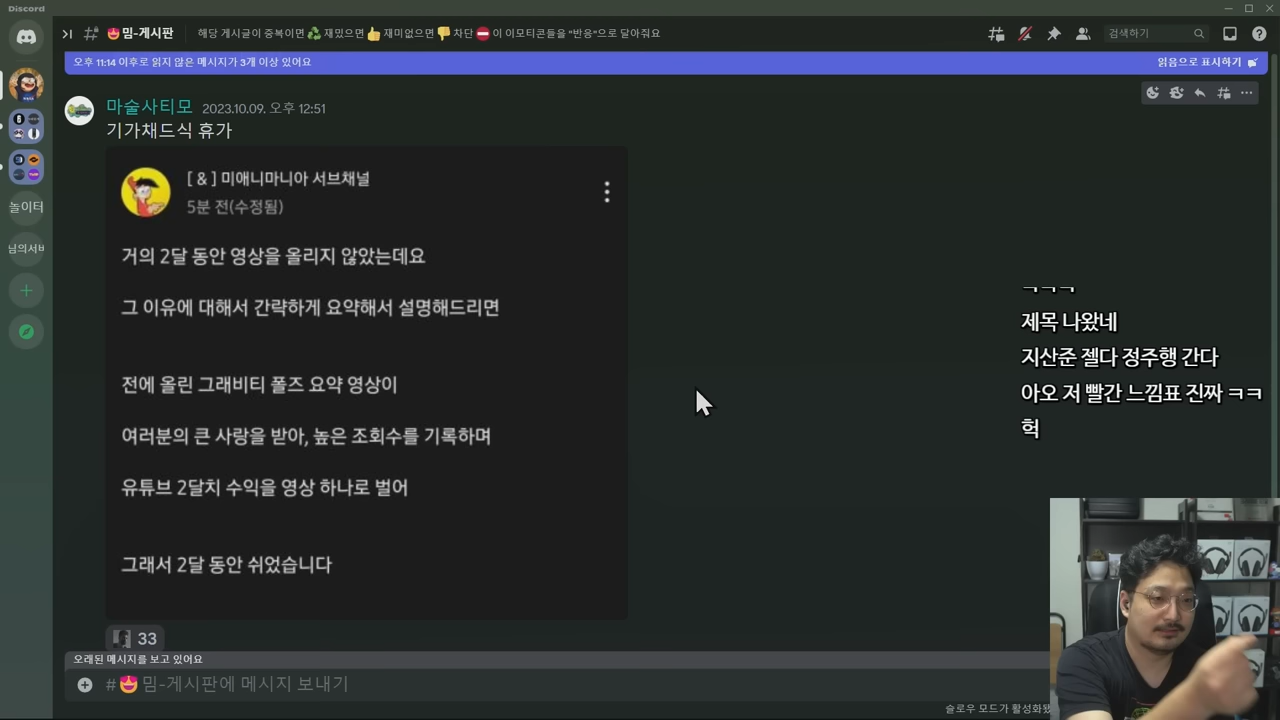 Discord
😍밈-게시판
해당 게시글이 중복이면 ♻ 재밌으면 👍 재미없으면 👎 차단 ⛔ 이 이모티콘들을 "반응"으로 달아줘요
검색하기
오후 11:14 이후로 읽지 않은 메시지가 3개 이상 있어요
읽음으로 표시하기
마술사티모 2023.10.09. 오후 12:51
기가채드식 휴가
[ & ] 미애니마니아 서브채널
5분 전(수정됨)
거의 2달 동안 영상을 올리지 않았는데요
그 이유에 대해서 간략하게 요약해서 설명해드리면
전에 올린 그래비티 폴즈 요약 영상이
여러분의 큰 사랑을 받아, 높은 조회수를 기록하며
유튜브 2달치 수익을 영상 하나로 벌어
그래서 2달 동안 쉬었습니다
33
오래된 메시지를 보고 있어요
#😍밈-게시판에 메시지 보내기
슬로우 모드가 활성화됐
놀이터
님의서버
제목 나왔네
지산준 젤다 정주행 간다
아오 저 빨간 느낌표 진짜 ㅋㅋ
헉